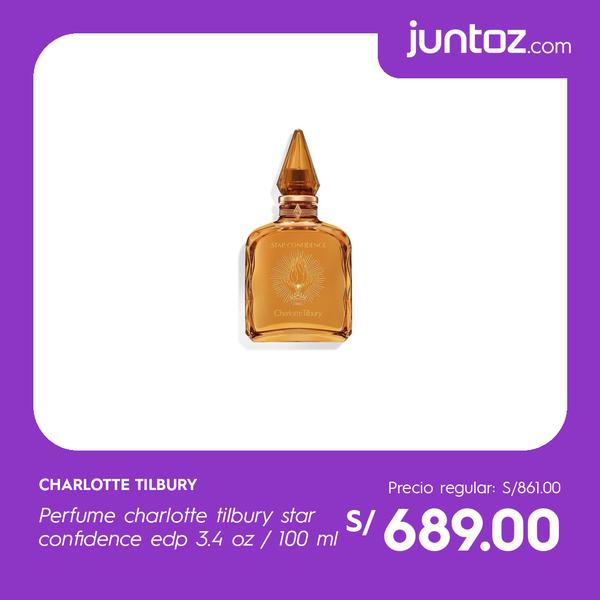 juntoz.com
STAR CONFIDENCE
Charlotte Tilbury
CHARLOTTE TILBURY
Perfume charlotte tilbury star
confidence edp 3.4 oz / 100 ml
Precio regular: S/861.00
S/ 689.00